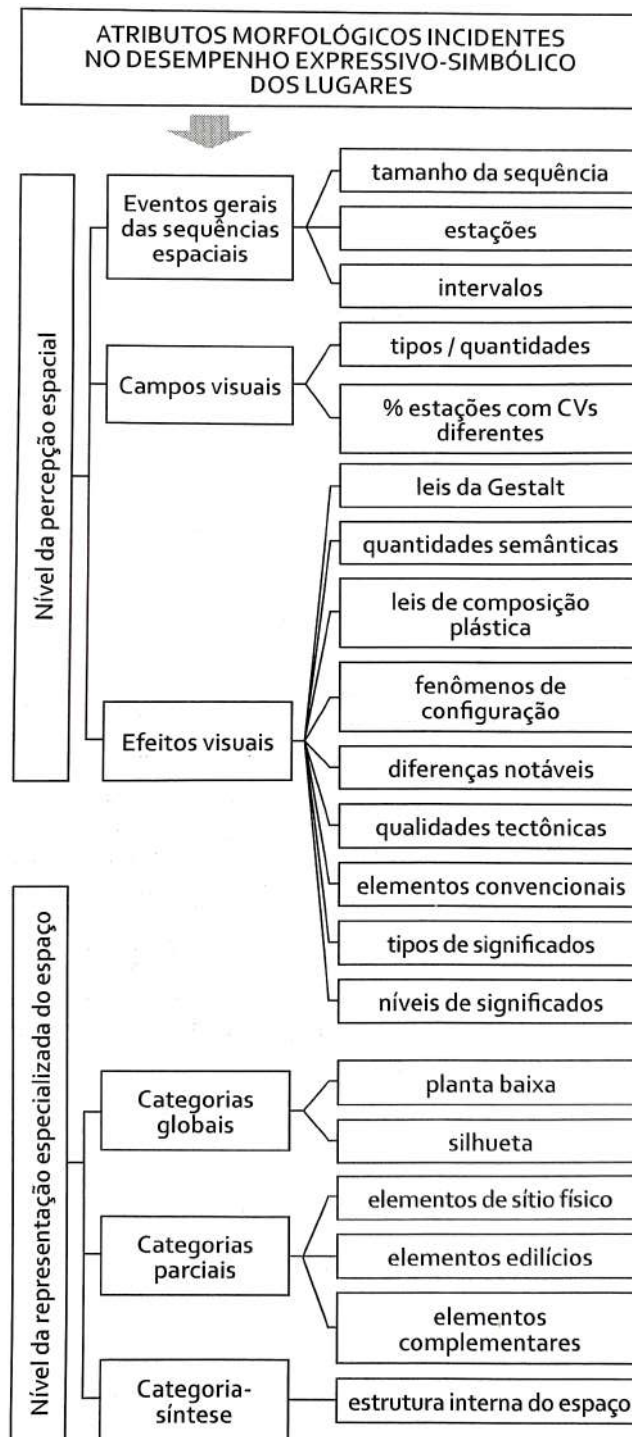 ATRIBUTOS MORFOLÓGICOS INCIDENTES
NO DESEMPENHO EXPRESSIVO-SIMBÓLICO
DOS LUGARES
Nível da percepção espacial
Eventos gerais
das sequências
espaciais
tamanho da sequência
estações
intervalos
Campos visuais
tipos / quantidades
% estações com CVs
diferentes
Efeitos visuais
leis da Gestalt
quantidades semânticas
leis de composição
plástica
fenômenos de
configuração
diferenças notáveis
qualidades tectônicas
elementos convencionais
tipos de significados
níveis de significados
Nível da representação especializada do espaço
Categorias
globais
planta baixa
silhueta
Categorias
parciais
elementos de sítio físico
elementos edilícios
elementos
complementares
Categoria-
síntese
estrutura interna do espaço